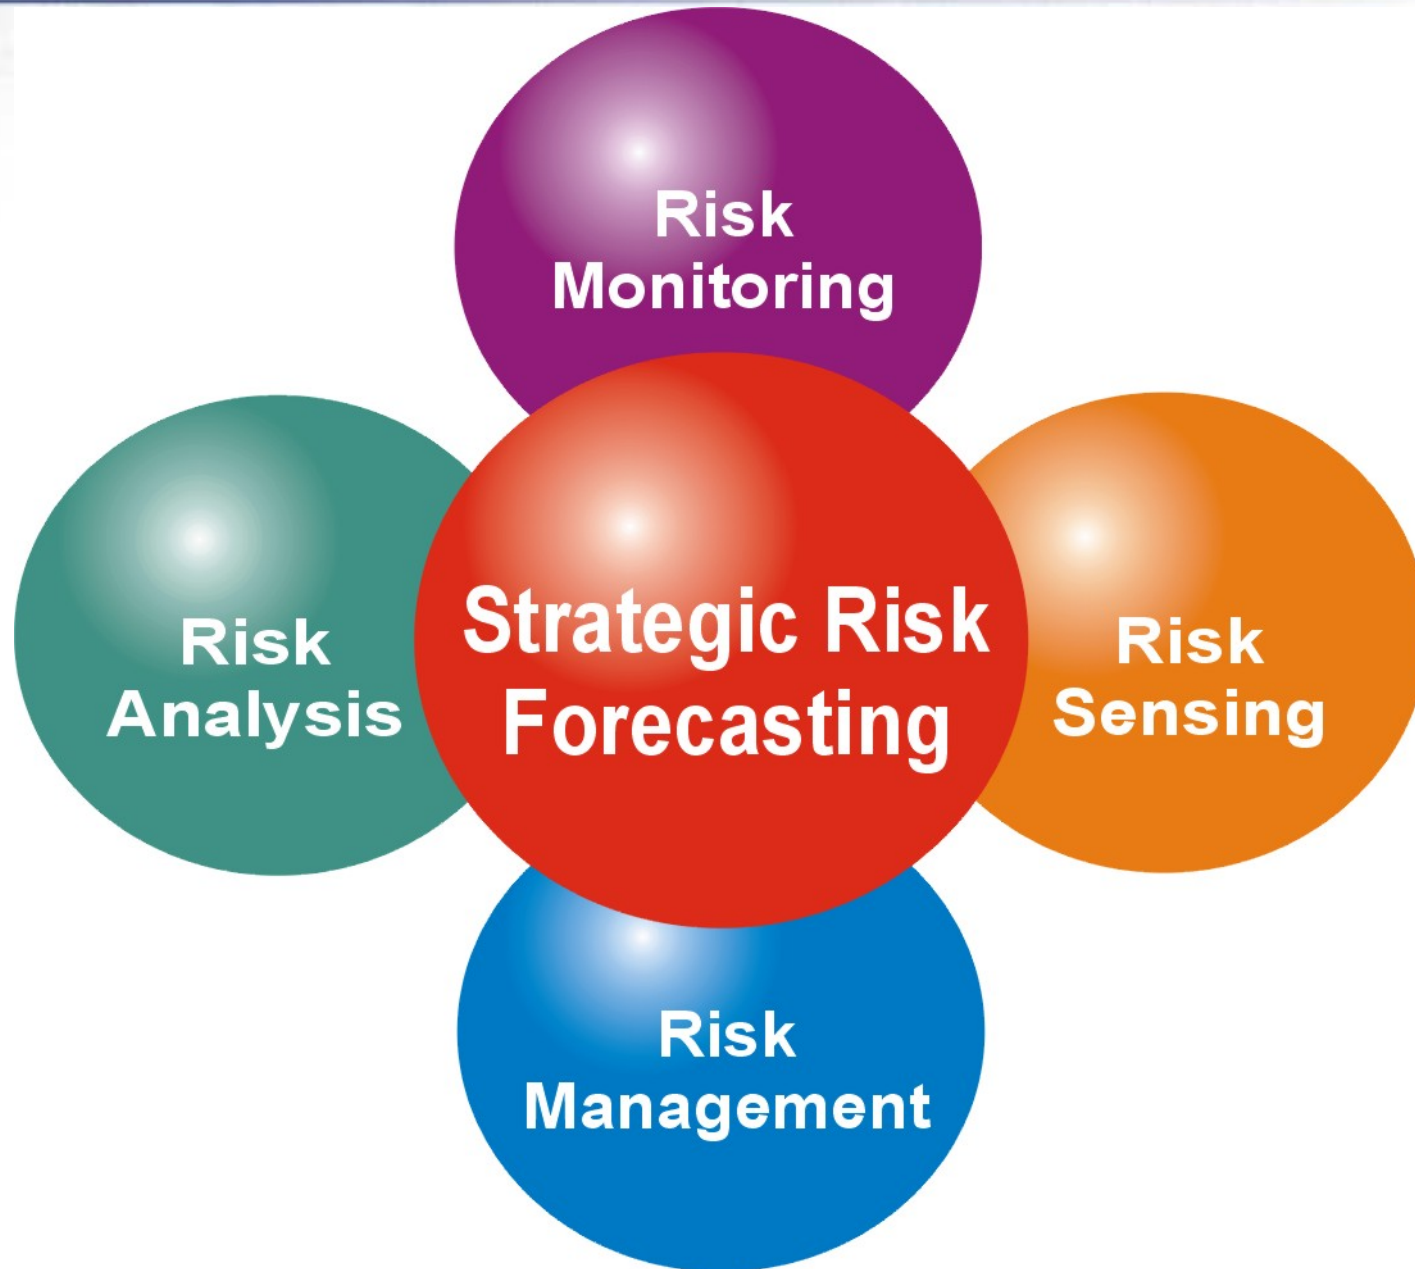 Risk
Monitoring
Risk
Analysis
Strategic Risk
Forecasting
Risk
Sensing
Risk
Management